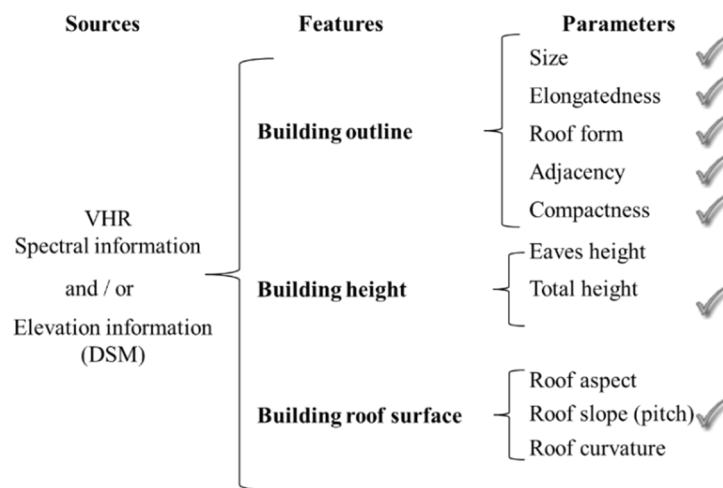 Sources Features Parameters
VHR
Spectral information
and / or
Elevation information
(DSM)
Building outline
Size
Elongatedness
Roof form
Adjacency
Compactness
Building height
Eaves height
Total height
Building roof surface
Roof aspect
Roof slope (pitch)
Roof curvature